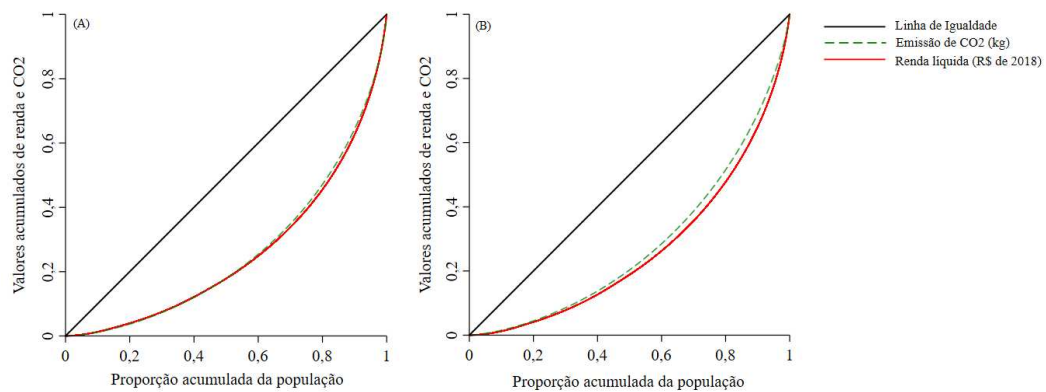 (A)
Valores acumulados de renda e CO2
1
0,8
0,6
0,4
0,2
0
0
0,2
0,4
0,6
0,8
1
Proporção acumulada da população
(B)
Valores acumulados de renda e CO2
1
0,8
0,6
0,4
0,2
0
0
0,2
0,4
0,6
0,8
1
Proporção acumulada da população
Linha de Igualdade
Emissão de CO2 (kg)
Renda líquida (R$ de 2018)